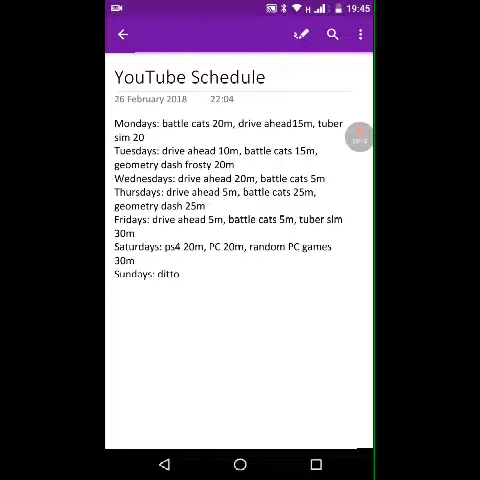 H 19:45
YouTube Schedule
26 February 2018 22:04
Mondays: battle cats 20m, drive ahead15m, tuber
sim 20
Tuesdays: drive ahead 10m, battle cats 15m,
geometry dash frosty 20m
Wednesdays: drive ahead 20m, battle cats 5m
Thursdays: drive ahead 5m, battle cats 25m,
geometry dash 25m
Fridays: drive ahead 5m, battle cats 5m, tuber sim
30m
Saturdays: ps4 20m, PC 20m, random PC games
30m
Sundays: ditto